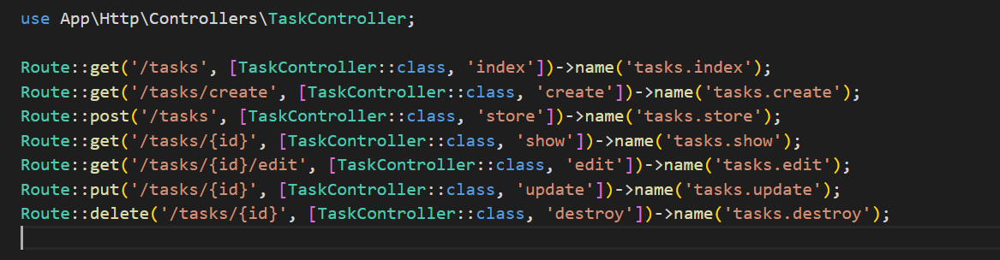 use App\Http\Controllers\TaskController;
Route::get('/tasks', [TaskController::class, 'index'])->name('tasks.index');
Route::get('/tasks/create', [TaskController::class, 'create'])->name('tasks.create');
Route::post('/tasks', [TaskController::class, 'store'])->name('tasks.store');
Route::get('/tasks/{id}', [TaskController::class, 'show'])->name('tasks.show');
Route::get('/tasks/{id}/edit', [TaskController::class, 'edit'])->name('tasks.edit');
Route::put('/tasks/{id}', [TaskController::class, 'update'])->name('tasks.update');
Route::delete('/tasks/{id}', [TaskController::class, 'destroy'])->name('tasks.destroy');